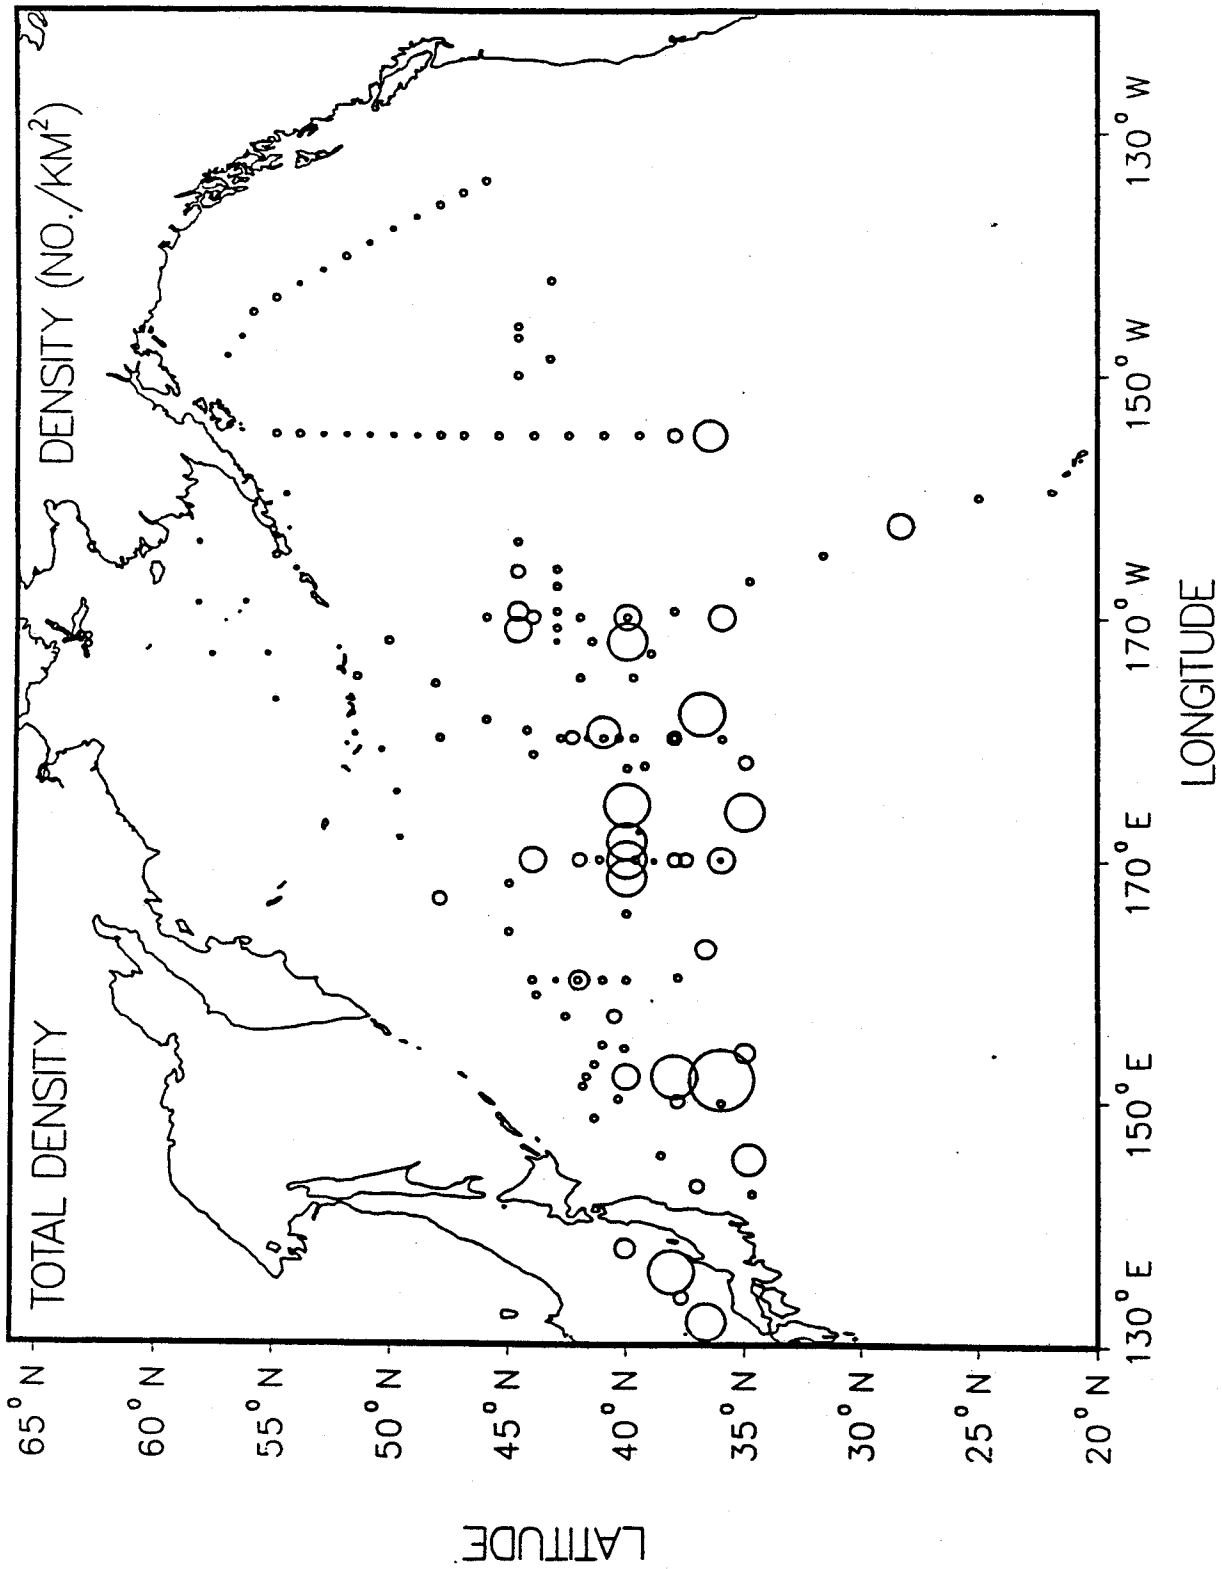 TOTAL DENSITY
DENSITY (NO./KM²)
LATITUDE
65° N
60° N
55° N
50° N
45° N
40° N
35° N
30° N
25° N
20° N
130° E
150° E
170° E
170° W
150° W
130° W
LONGITUDE